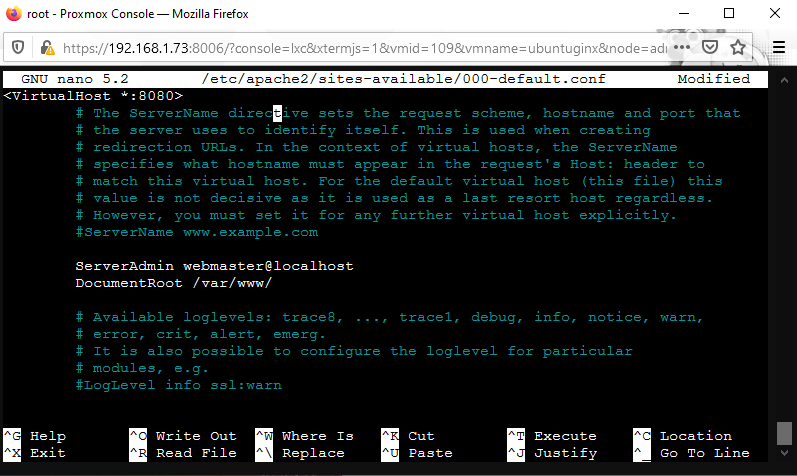 root - Proxmox Console — Mozilla Firefox
https://192.168.1.73:8006/?console=lxc&xtermjs=1&vmid=109&vmname=ubuntuginx&node=adr
GNU nano 5.2 /etc/apache2/sites-available/000-default.conf Modified
<VirtualHost *:8080>
# The ServerName directive sets the request scheme, hostname and port that
# the server uses to identify itself. This is used when creating
# redirection URLs. In the context of virtual hosts, the ServerName
# specifies what hostname must appear in the request's Host: header to
# match this virtual host. For the default virtual host (this file) this
# value is not decisive as it is used as a last resort host regardless.
# However, you must set it for any further virtual host explicitly.
#ServerName www.example.com
ServerAdmin webmaster@localhost
DocumentRoot /var/www/
# Available loglevels: trace8, ..., trace1, debug, info, notice, warn,
# error, crit, alert, emerg.
# It is also possible to configure the loglevel for particular
# modules, e.g.
#LogLevel info ssl:warn
^G Help ^O Write Out ^W Where Is ^K Cut ^T Execute ^C Location
^X Exit ^R Read File ^\ Replace ^U Paste ^J Justify ^_ Go To Line